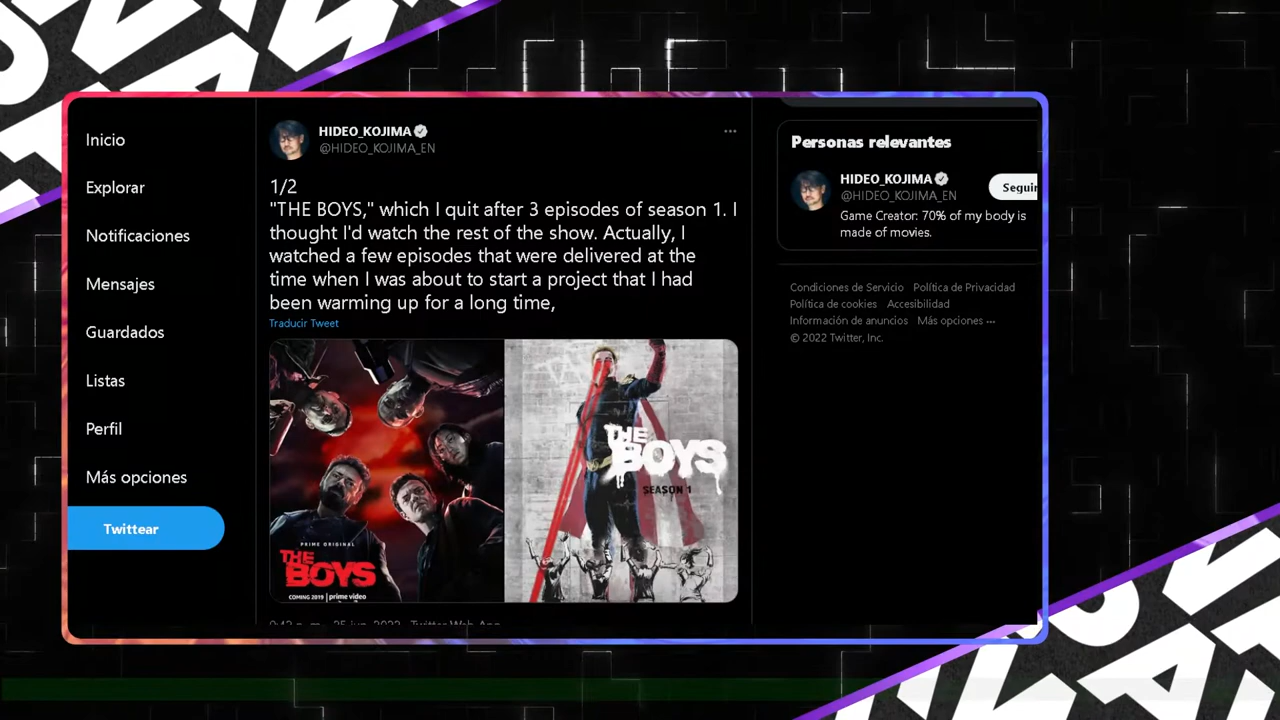 Inicio
Explorar
Notificaciones
Mensajes
Guardados
Listas
Perfil
Más opciones
Twittear
HIDEO_KOJIMA
@HIDEO_KOJIMA_EN
1/2
"THE BOYS," which I quit after 3 episodes of season 1. I
thought I'd watch the rest of the show. Actually, I
watched a few episodes that were delivered at the
time when I was about to start a project that I had
been warming up for a long time,
Traducir Tweet
PRIME ORIGINAL
THE
BOYS
COMING 2019 | prime video
THE
BOYS
SEASON 1
Personas relevantes
HIDEO_KOJIMA
@HIDEO_KOJIMA_EN
Seguir
Game Creator: 70% of my body is
made of movies.
Condiciones de Servicio Política de Privacidad
Política de cookies Accesibilidad
Información de anuncios Más opciones ···
© 2022 Twitter, Inc.